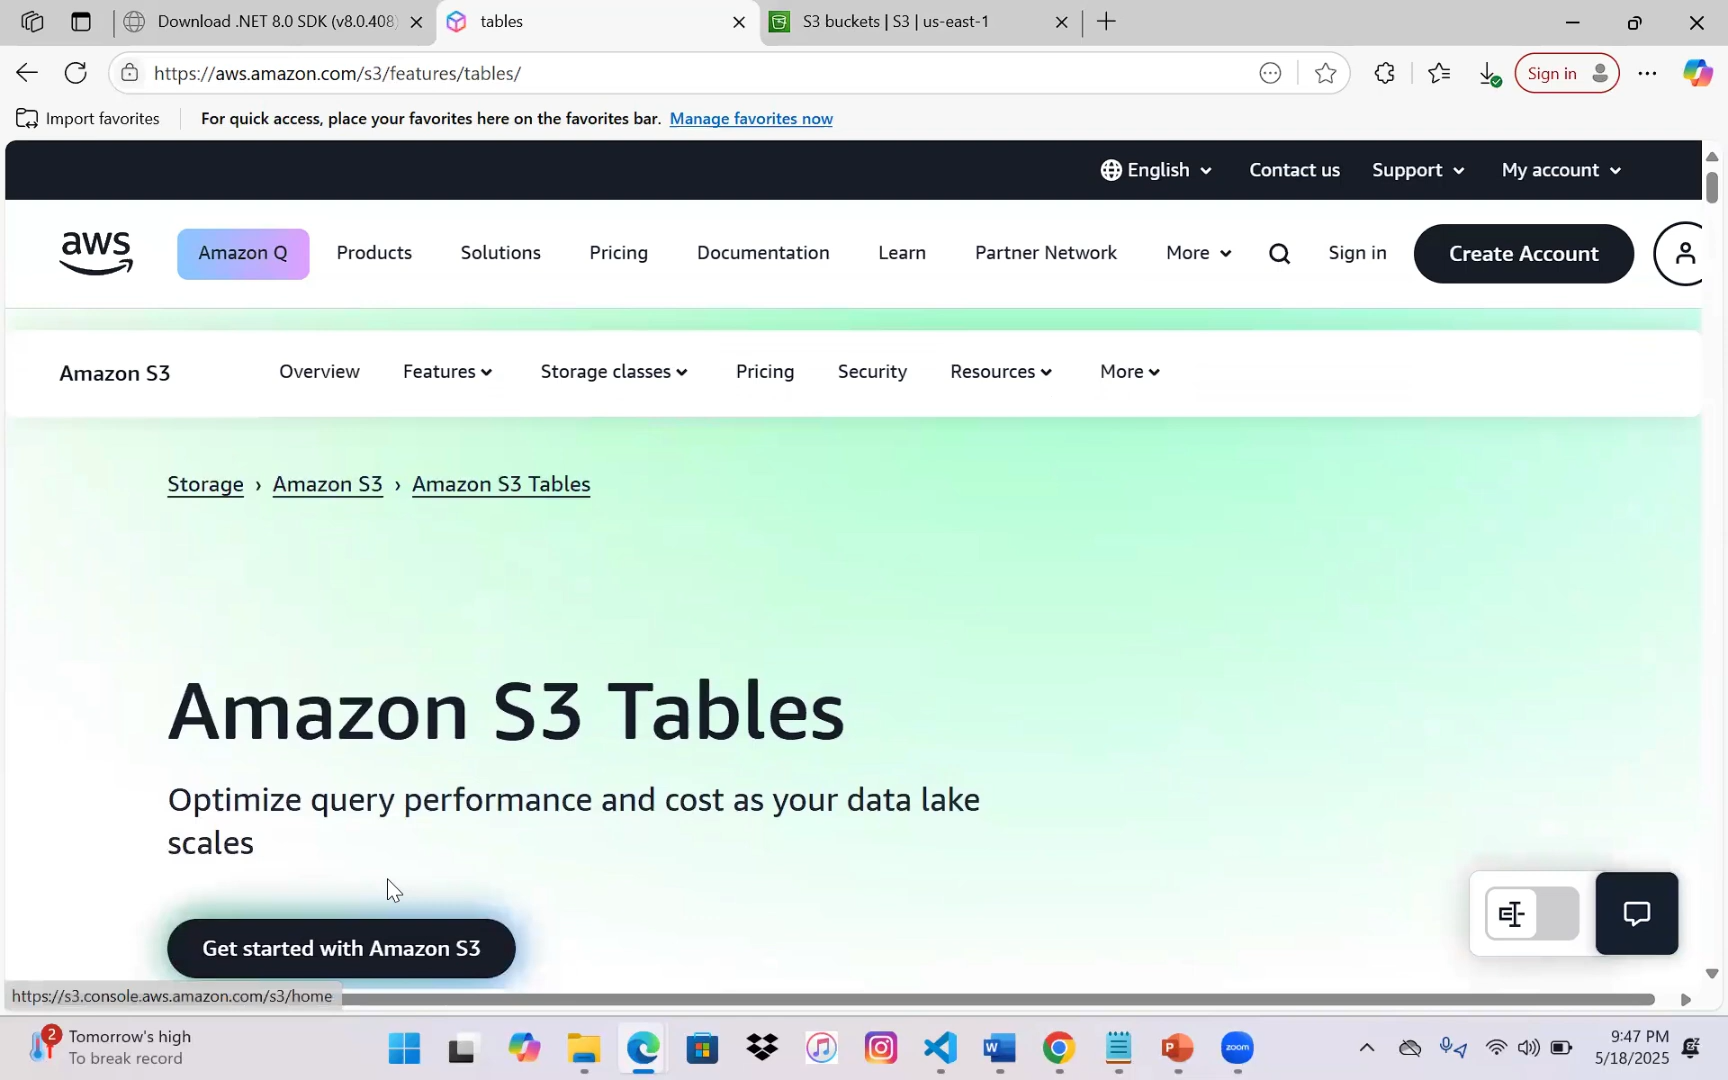 Download .NET 8.0 SDK (v8.0.408)
tables
S3 buckets | S3 | us-east-1
https://aws.amazon.com/s3/features/tables/
Sign in
Import favorites
For quick access, place your favorites here on the favorites bar. Manage favorites now
English
Contact us
Support
My account
aws
Amazon Q
Products
Solutions
Pricing
Documentation
Learn
Partner Network
More
Sign in
Create Account
Amazon S3
Overview
Features
Storage classes
Pricing
Security
Resources
More
Storage › Amazon S3 › Amazon S3 Tables
Amazon S3 Tables
Optimize query performance and cost as your data lake
scales
Get started with Amazon S3
https://s3.console.aws.amazon.com/s3/home
2
Tomorrow's high
To break record
zoom
9:47 PM
5/18/2025